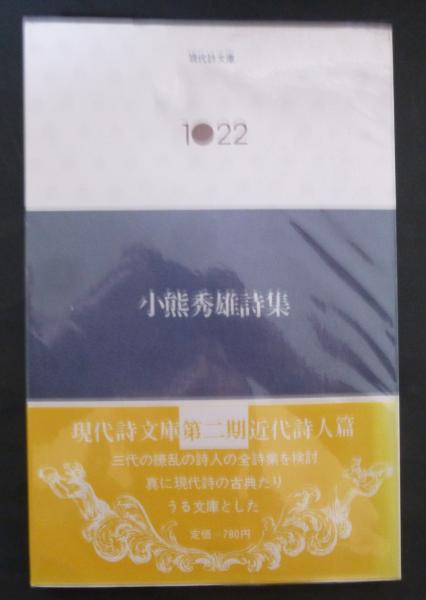 現代詩文庫
1●22
小熊秀雄詩集
現代詩文庫第二期近代詩人篇
三代の繚乱の詩人の全詩業を検討
真に現代詩の古典たり
うる文庫とした
定価―780円